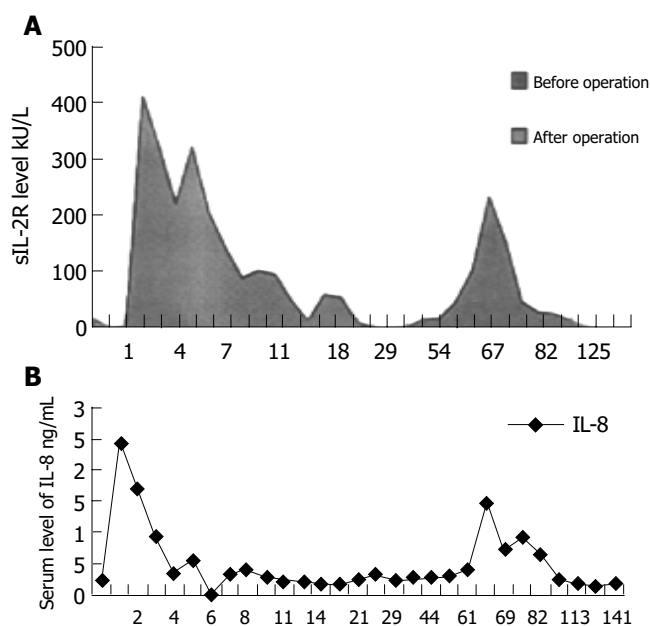 A
500
400
300
200
100
0
sIL-2R level kU/L
Before operation
After operation
1 4 7 11 18 29 54 67 82 125
B
3
5
2
5
1
5
0
Serum level of IL-8 ng/mL
IL-8
2 4 6 8 11 14 21 29 44 61 69 82 113 141